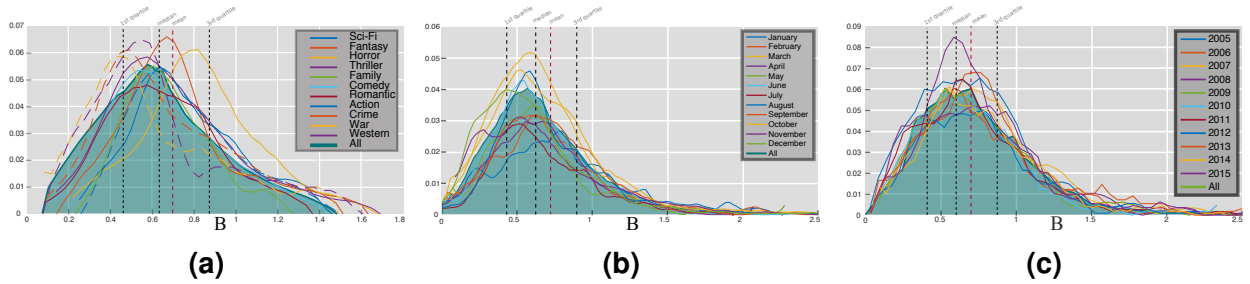 1st quartile
median
mean
3rd quartile
0.07
0.06
0.05
0.04
0.03
0.02
0.01
0
0
0.2
0.4
0.6
0.8
1.0
1.2
1.4
1.6
1.8
B
Sci-Fi
Fantasy
Horror
Thriller
Family
Comedy
Romantic
Action
Crime
War
Western
All
(a)
1st quartile
median
mean
3rd quartile
0.06
0.05
0.04
0.03
0.02
0.01
0
0
0.5
1
1.5
2.0
2.5
B
January
February
March
April
May
June
July
August
September
October
November
December
All
(b)
1st quartile
median
mean
3rd quartile
0.09
0.08
0.07
0.06
0.05
0.04
0.03
0.02
0.01
0
0.5
1
1.5
2.0
2.5
B
2005
2006
2007
2008
2009
2010
2011
2012
2013
2014
2015
All
(c)